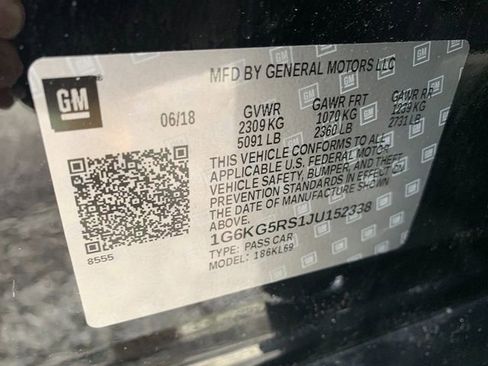 GM
MFD BY GENERAL MOTORS LLC
06/18
GVWR GAWR FRT GAWR RR
2309 KG 1070 KG 1239 KG
5091 LB 2360 LB 2731 LB
THIS VEHICLE CONFORMS TO ALL
APPLICABLE U.S. FEDERAL MOTOR
VEHICLE SAFETY, BUMPER, AND THEFT
PREVENTION STANDARDS IN EFFECT ON
THE DATE OF MANUFACTURE SHOWN
ABOVE.
1G6KG5RS1JU152338
TYPE: PASS CAR
MODEL: 186KL69
8555